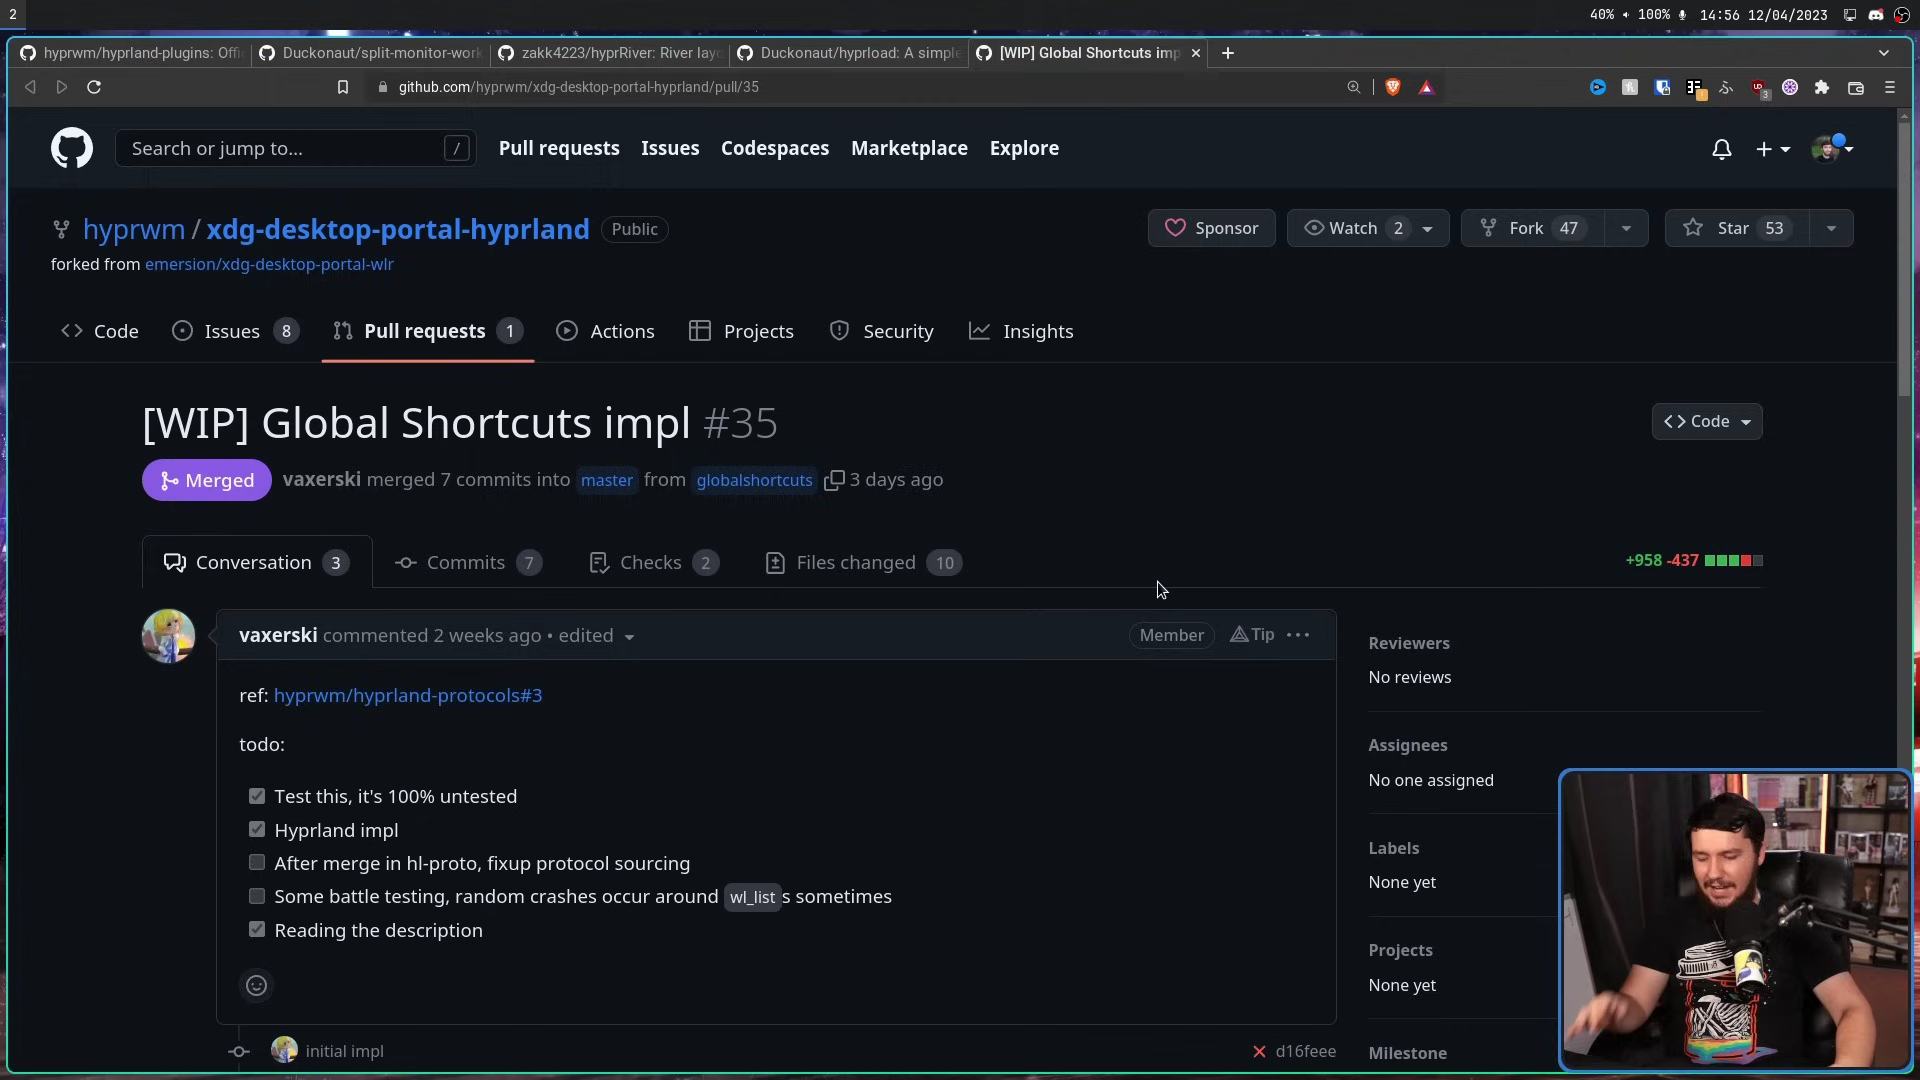 2
40% 100% 14:56 12/04/2023
hyprwm/hyprland-plugins: Offi
Duckonaut/split-monitor-work
zakk4223/hyprRiver: River layo
Duckonaut/hyprload: A simple
[WIP] Global Shortcuts imp
github.com/hyprwm/xdg-desktop-portal-hyprland/pull/35
3
Search or jump to... /
Pull requests Issues Codespaces Marketplace Explore
hyprwm / xdg-desktop-portal-hyprland Public
Sponsor
Watch 2
Fork 47
Star 53
forked from emersion/xdg-desktop-portal-wlr
Code
Issues 8
Pull requests 1
Actions
Projects
Security
Insights
[WIP] Global Shortcuts impl #35
Code
Merged vaxerski merged 7 commits into master from globalshortcuts 3 days ago
Conversation 3
Commits 7
Checks 2
Files changed 10
+958 -437
vaxerski commented 2 weeks ago • edited
Member
Tip
ref: hyprwm/hyprland-protocols#3
todo:
Test this, it's 100% untested
Hyprland impl
After merge in hl-proto, fixup protocol sourcing
Some battle testing, random crashes occur around wl_lists sometimes
Reading the description
initial impl
d16feee
Reviewers
No reviews
Assignees
No one assigned
Labels
None yet
Projects
None yet
Milestone